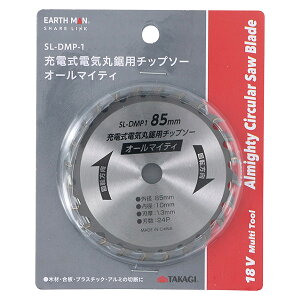 EARTH MAN
SHARE LINK
SL-DMP-1
充電式電気丸鋸用チップソー
オールマイティ
SL-DMP1 85mm
充電式電気丸鋸用チップソー
オールマイティ
回転方向
回転方向
●外径:85mm
●内径:10mm
●刃厚:1.3mm
●刃数:24P
MADE IN CHINA
●木材・合板・プラスチック・アルミの切断に
TAKAGI
18V Multi Tool Almighty Circular Saw Blade